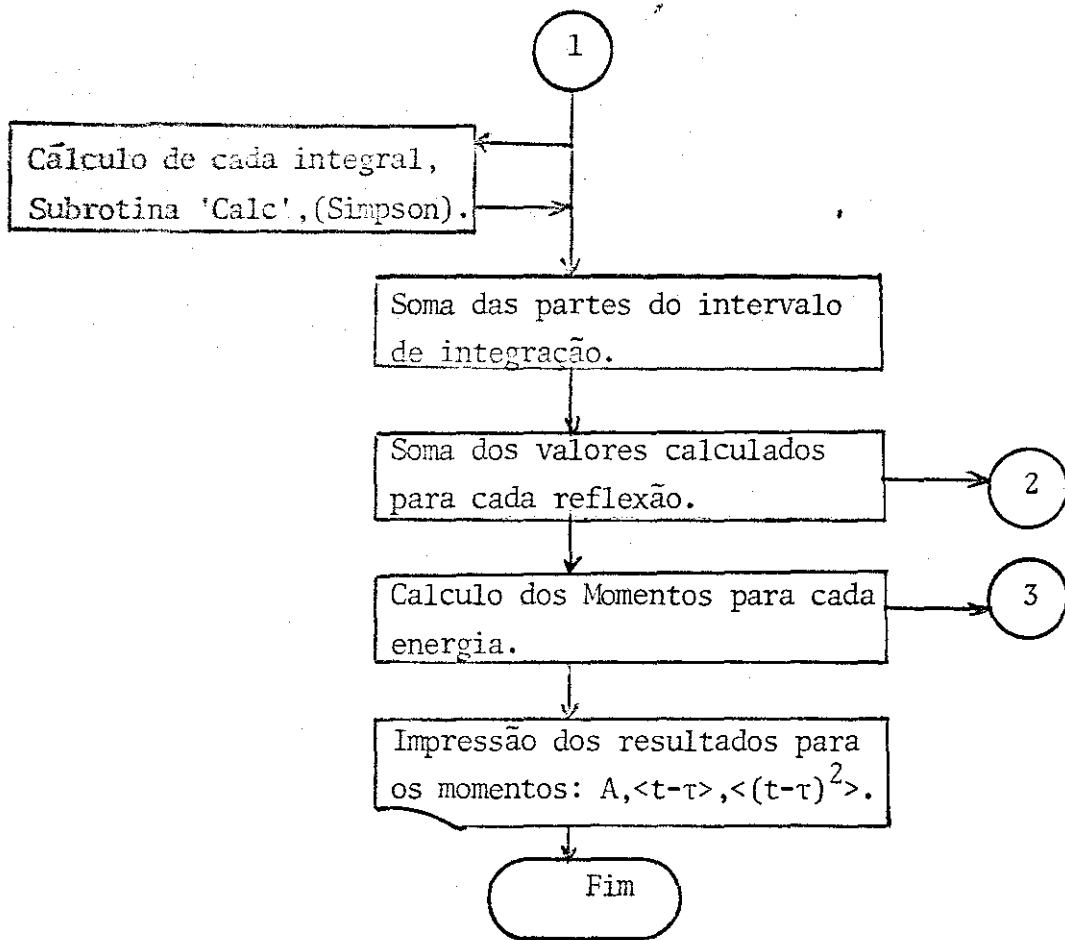 1
Cálculo de cada integral,
Subrotina 'Calc',(Simpson).
Soma das partes do intervalo
de integração.
Soma dos valores calculados
para cada reflexão.
2
Calculo dos Momentos para cada
energia.
3
Impressão dos resultados para
os momentos: A,<t-τ>,<(t-τ)²>.
Fim